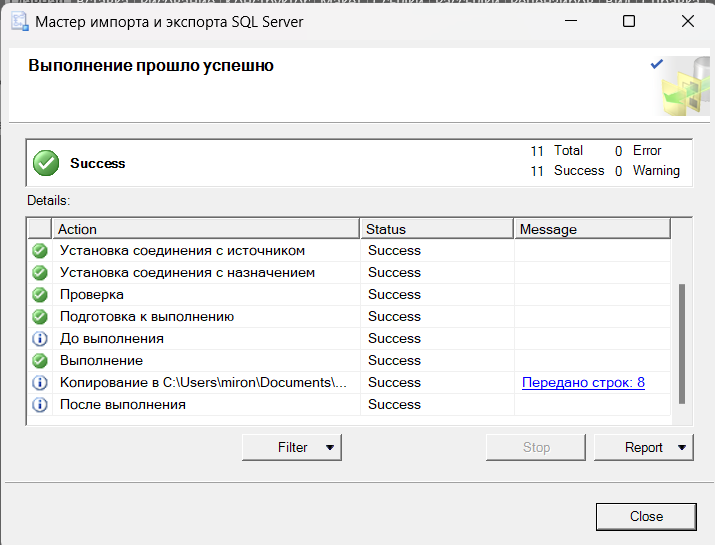 Мастер импорта и экспорта SQL Server
Выполнение прошло успешно
Success
11 Total 0 Error
11 Success 0 Warning
Details:
Action Status Message
Установка соединения с источником Success
Установка соединения с назначением Success
Проверка Success
Подготовка к выполнению Success
До выполнения Success
Выполнение Success
Копирование в C:\Users\miron\Documents\... Success Передано строк: 8
После выполнения Success
Filter Stop Report
Close